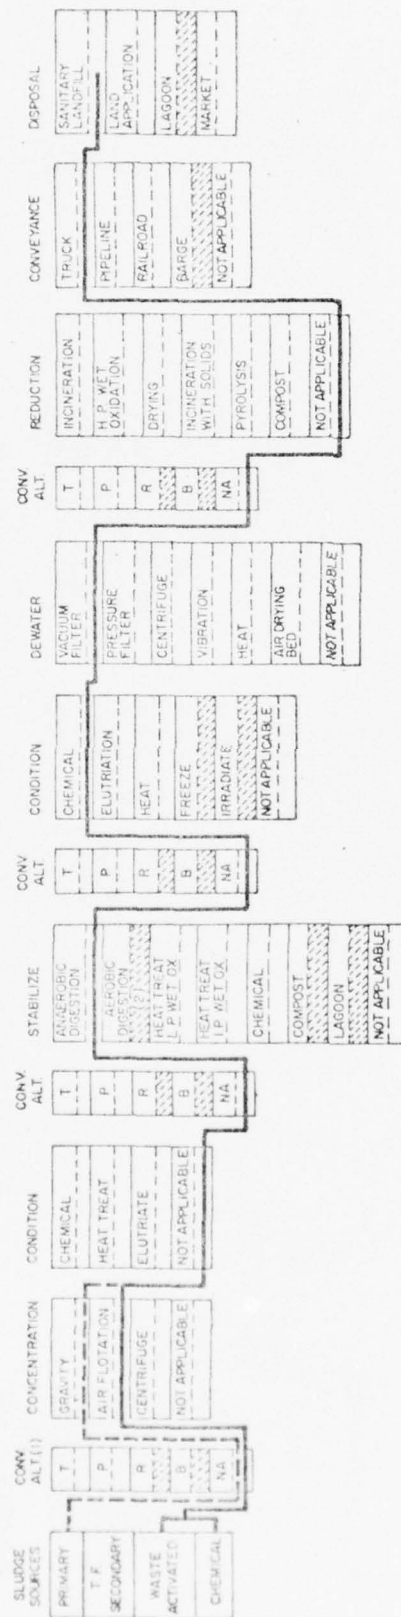 SLUDGE
SOURCES
PRIMARY
T. F.
SECONDARY
WASTE
ACTIVATED
CHEMICAL
CONV
ALT.(1)
T
P
R
B
NA
CONCENTRATION
GRAVITY
AIR FLOTATION
CENTRIFUGE
NOT APPLICABLE
CONDITION
CHEMICAL
HEAT TREAT
ELUTRIATE
NOT APPLICABLE
CONV.
ALT.
T
P
R
B
NA
STABILIZE
ANAEROBIC
DIGESTION
AEROBIC
DIGESTION
(2)
HEAT TREAT
L P WET OX
HEAT TREAT
I P WET OX
CHEMICAL
COMPOST
LAGOON
NOT APPLICABLE
CONV
ALT.
T
P
R
B
NA
CONDITION
CHEMICAL
ELUTRIATION
HEAT
FREEZE
IRRADIATE
NOT APPLICABLE
DEWATER
VACUUM
FILTER
PRESSURE
FILTER
CENTRIFUGE
VIBRATION
HEAT
AIR DRYING
BED
NOT APPLICABLE
CONV.
ALT.
T
P
R
B
NA
REDUCTION
INCINERATION
H P WET
OXIDATION
DRYING
INCINERATION
WITH SOLIDS
PYROLYSIS
COMPOST
NOT APPLICABLE
CONVEYANCE
TRUCK
PIPELINE
RAILROAD
BARGE
NOT APPLICABLE
DISPOSAL
SANITARY
LANDFILL
LAND
APPLICATION
LAGOON
MARKET